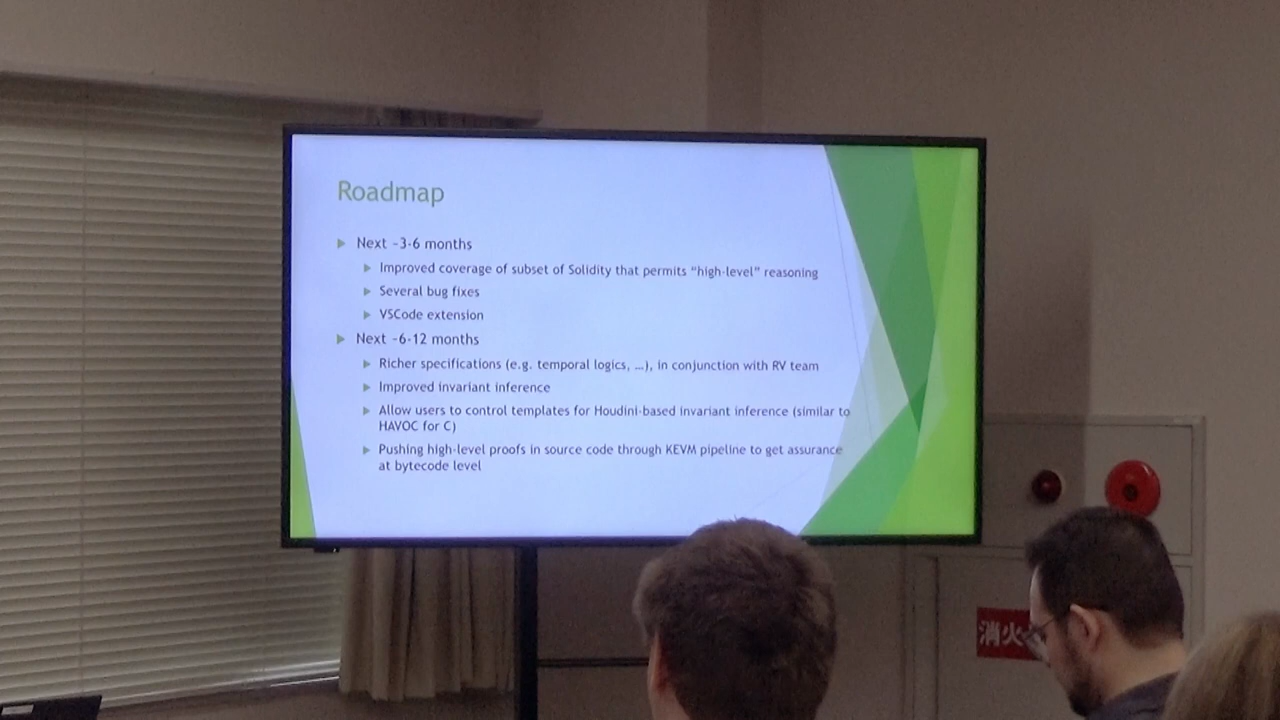 Roadmap
Next ~3-6 months
Improved coverage of subset of Solidity that permits “high-level” reasoning
Several bug fixes
VSCode extension
Next ~6-12 months
Richer specifications (e.g. temporal logics, …), in conjunction with RV team
Improved invariant inference
Allow users to control templates for Houdini-based invariant inference (similar to
HAVOC for C)
Pushing high-level proofs in source code through KEVM pipeline to get assurance
at bytecode level
消火